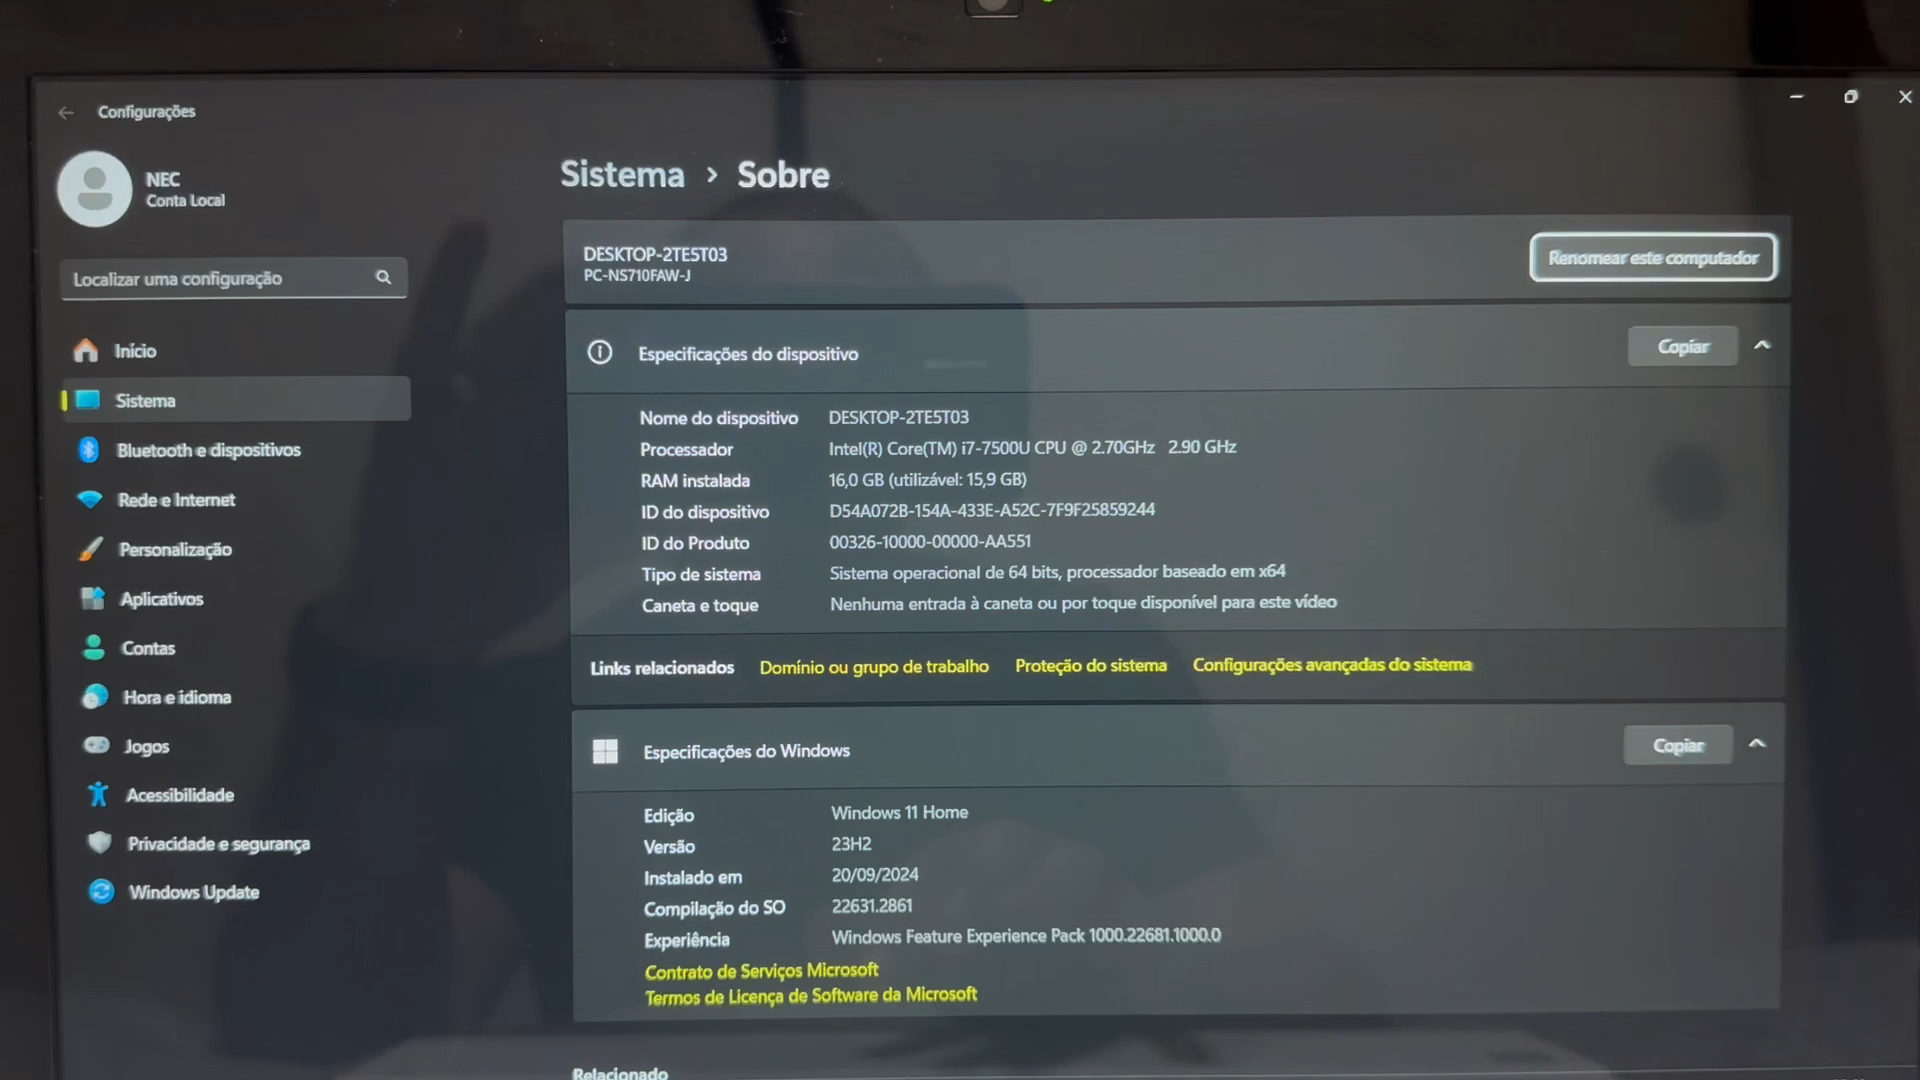 Configurações
NEC
Conta Local
Localizar uma configuração
Início
Sistema
Bluetooth e dispositivos
Rede e Internet
Personalização
Aplicativos
Contas
Hora e idioma
Jogos
Acessibilidade
Privacidade e segurança
Windows Update
Sistema > Sobre
DESKTOP-2TE5T03
PC-NS710FAW-J
Renomear este computador
Especificações do dispositivo
Copiar
Nome do dispositivo DESKTOP-2TE5T03
Processador Intel(R) Core(TM) i7-7500U CPU @ 2.70GHz 2.90 GHz
RAM instalada 16,0 GB (utilizável: 15,9 GB)
ID do dispositivo D54A072B-154A-433E-A52C-7F9F25859244
ID do Produto 00326-10000-00000-AA551
Tipo de sistema Sistema operacional de 64 bits, processador baseado em x64
Caneta e toque Nenhuma entrada à caneta ou por toque disponível para este vídeo
Links relacionados Domínio ou grupo de trabalho Proteção do sistema Configurações avançadas do sistema
Especificações do Windows
Copiar
Edição Windows 11 Home
Versão 23H2
Instalado em 20/09/2024
Compilação do SO 22631.2861
Experiência Windows Feature Experience Pack 1000.22681.1000.0
Contrato de Serviços Microsoft
Termos de Licença de Software da Microsoft
Relacionado